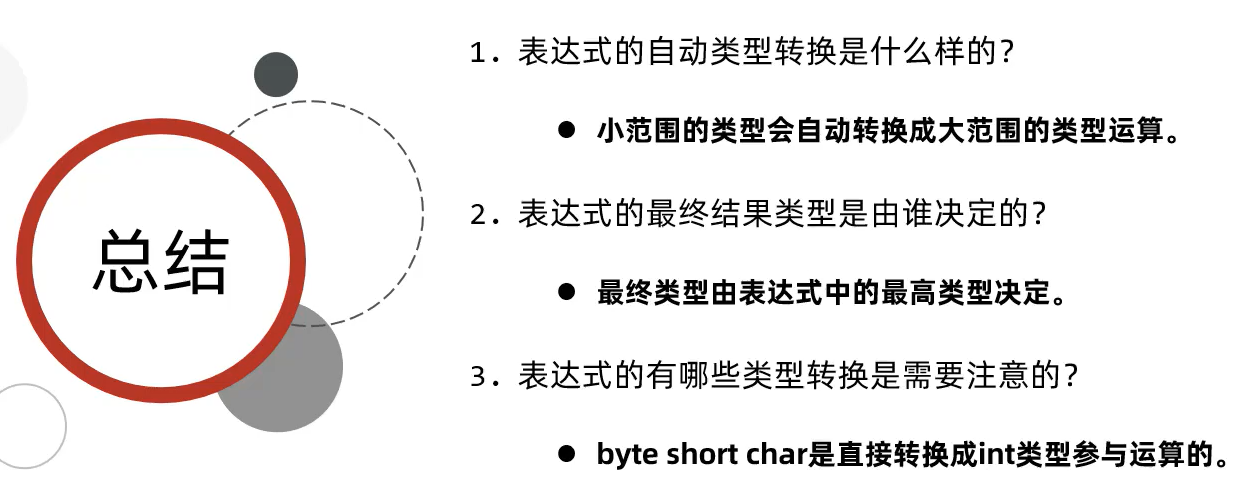 总结
1. 表达式的自动类型转换是什么样的？
● 小范围的类型会自动转换成大范围的类型运算。
2. 表达式的最终结果类型是由谁决定的？
● 最终类型由表达式中的最高类型决定。
3. 表达式的有哪些类型转换是需要注意的？
● byte short char是直接转换成int类型参与运算的。